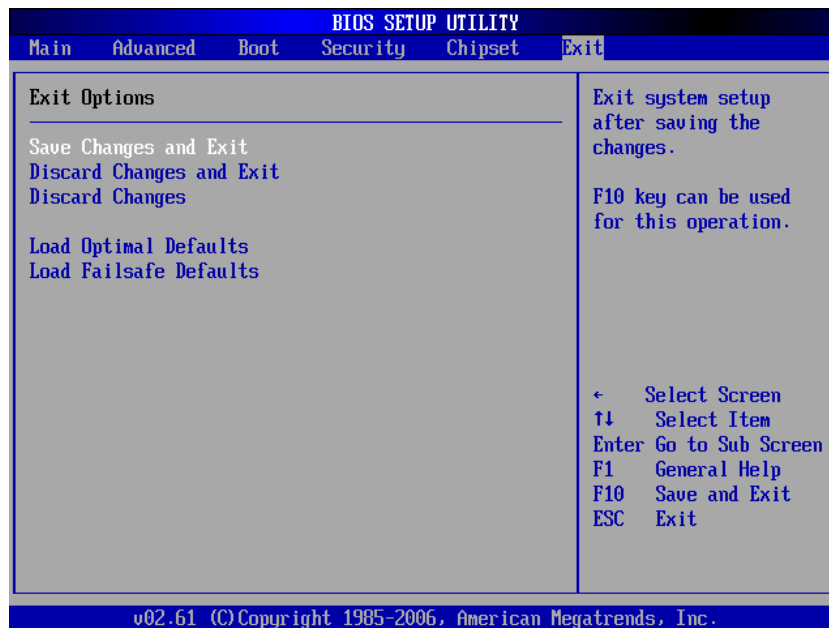 BIOS SETUP UTILITY
Main Advanced Boot Security Chipset Exit
Exit Options
Save Changes and Exit
Discard Changes and Exit
Discard Changes
Load Optimal Defaults
Load Failsafe Defaults
Exit system setup
after saving the
changes.
F10 key can be used
for this operation.
← Select Screen
↑↓ Select Item
Enter Go to Sub Screen
F1 General Help
F10 Save and Exit
ESC Exit
v02.61 (C)Copyright 1985-2006, American Megatrends, Inc.